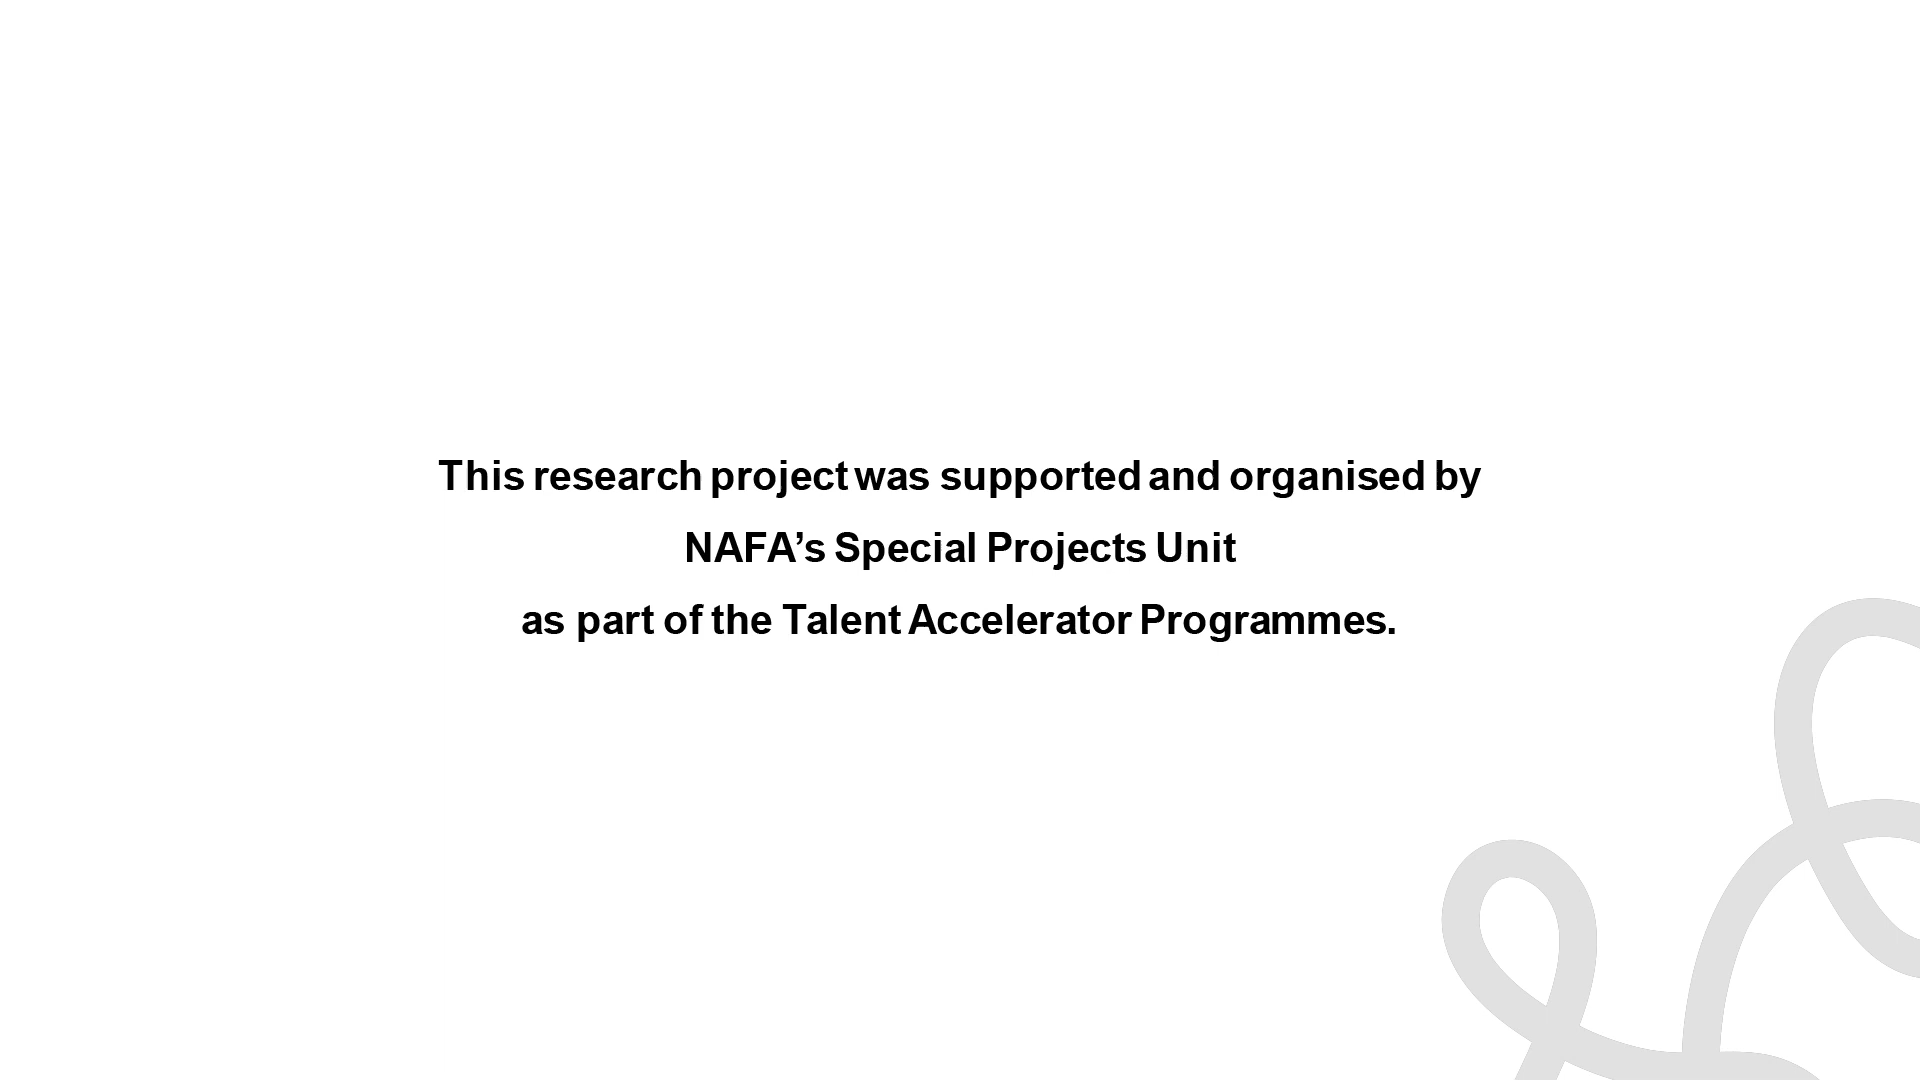 This research project was supported and organised by
NAFA’s Special Projects Unit
as part of the Talent Accelerator Programmes.